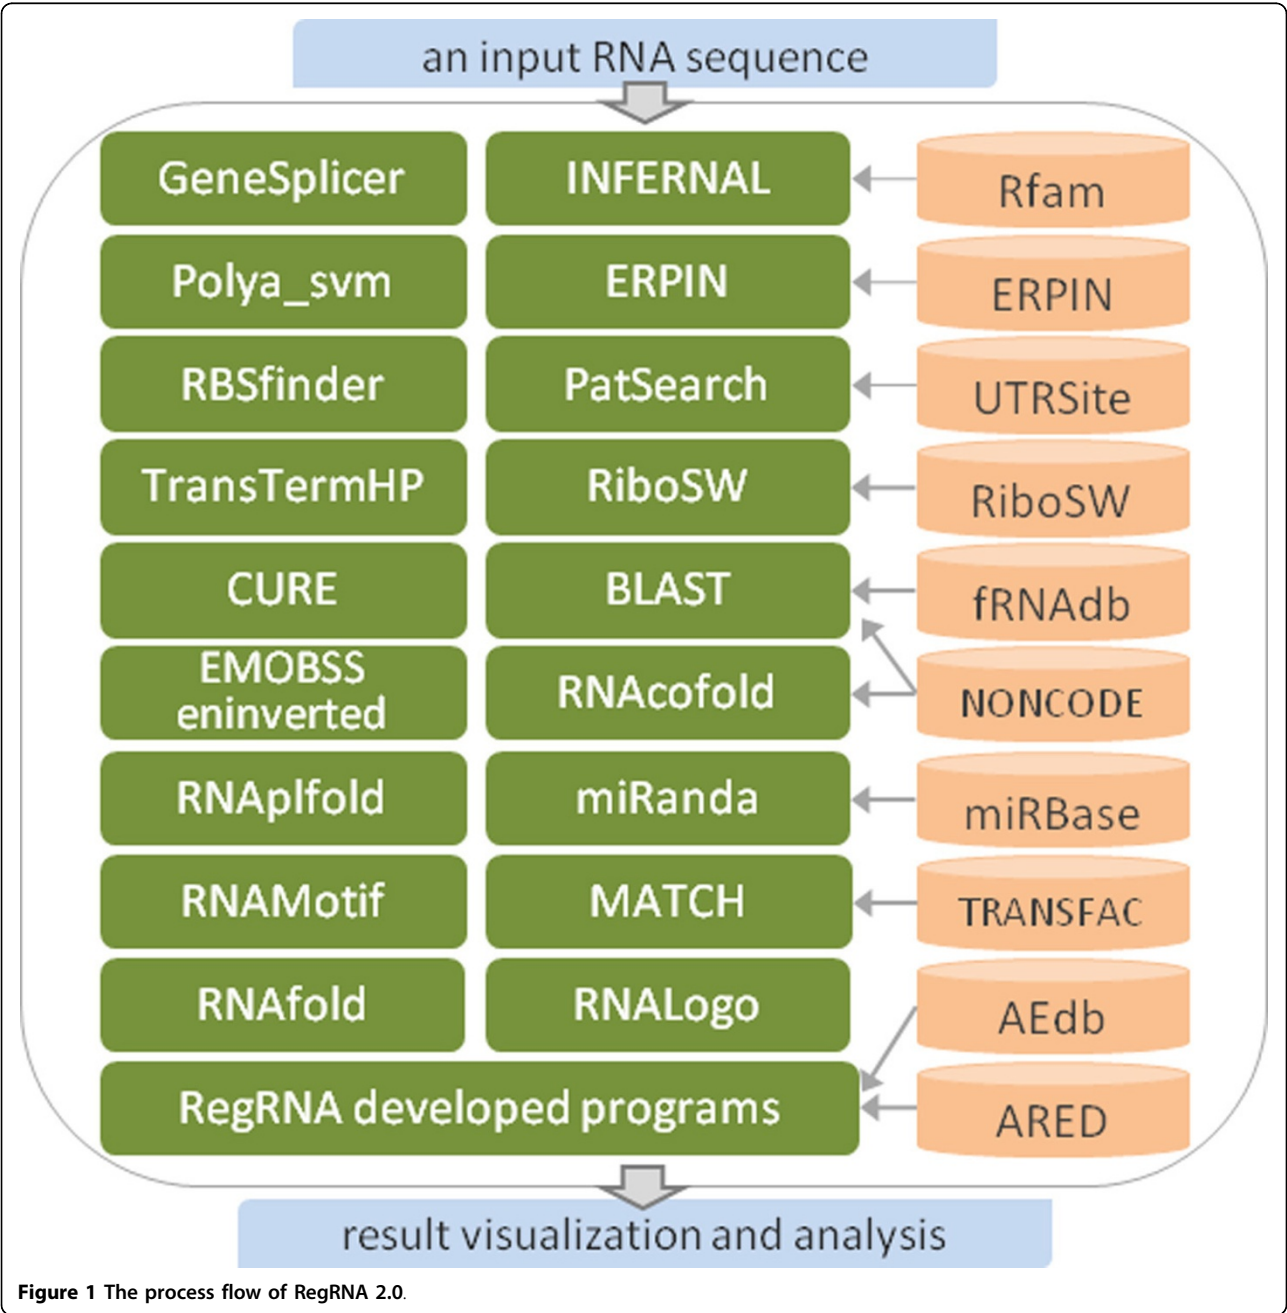 an input RNA sequence
GeneSplicer
INFERNAL
Rfam
Polya_svm
ERPIN
ERPIN
RBSfinder
PatSearch
UTRSite
TransTermHP
RiboSW
RiboSW
CURE
BLAST
fRNAdb
EMOBSS
eninverted
RNAcofold
NONCODE
RNAplfold
miRanda
miRBase
RNAMotif
MATCH
TRANSFAC
RNAfold
RNALogo
AEdb
RegRNA developed programs
ARED
result visualization and analysis
Figure 1 The process flow of RegRNA 2.0.